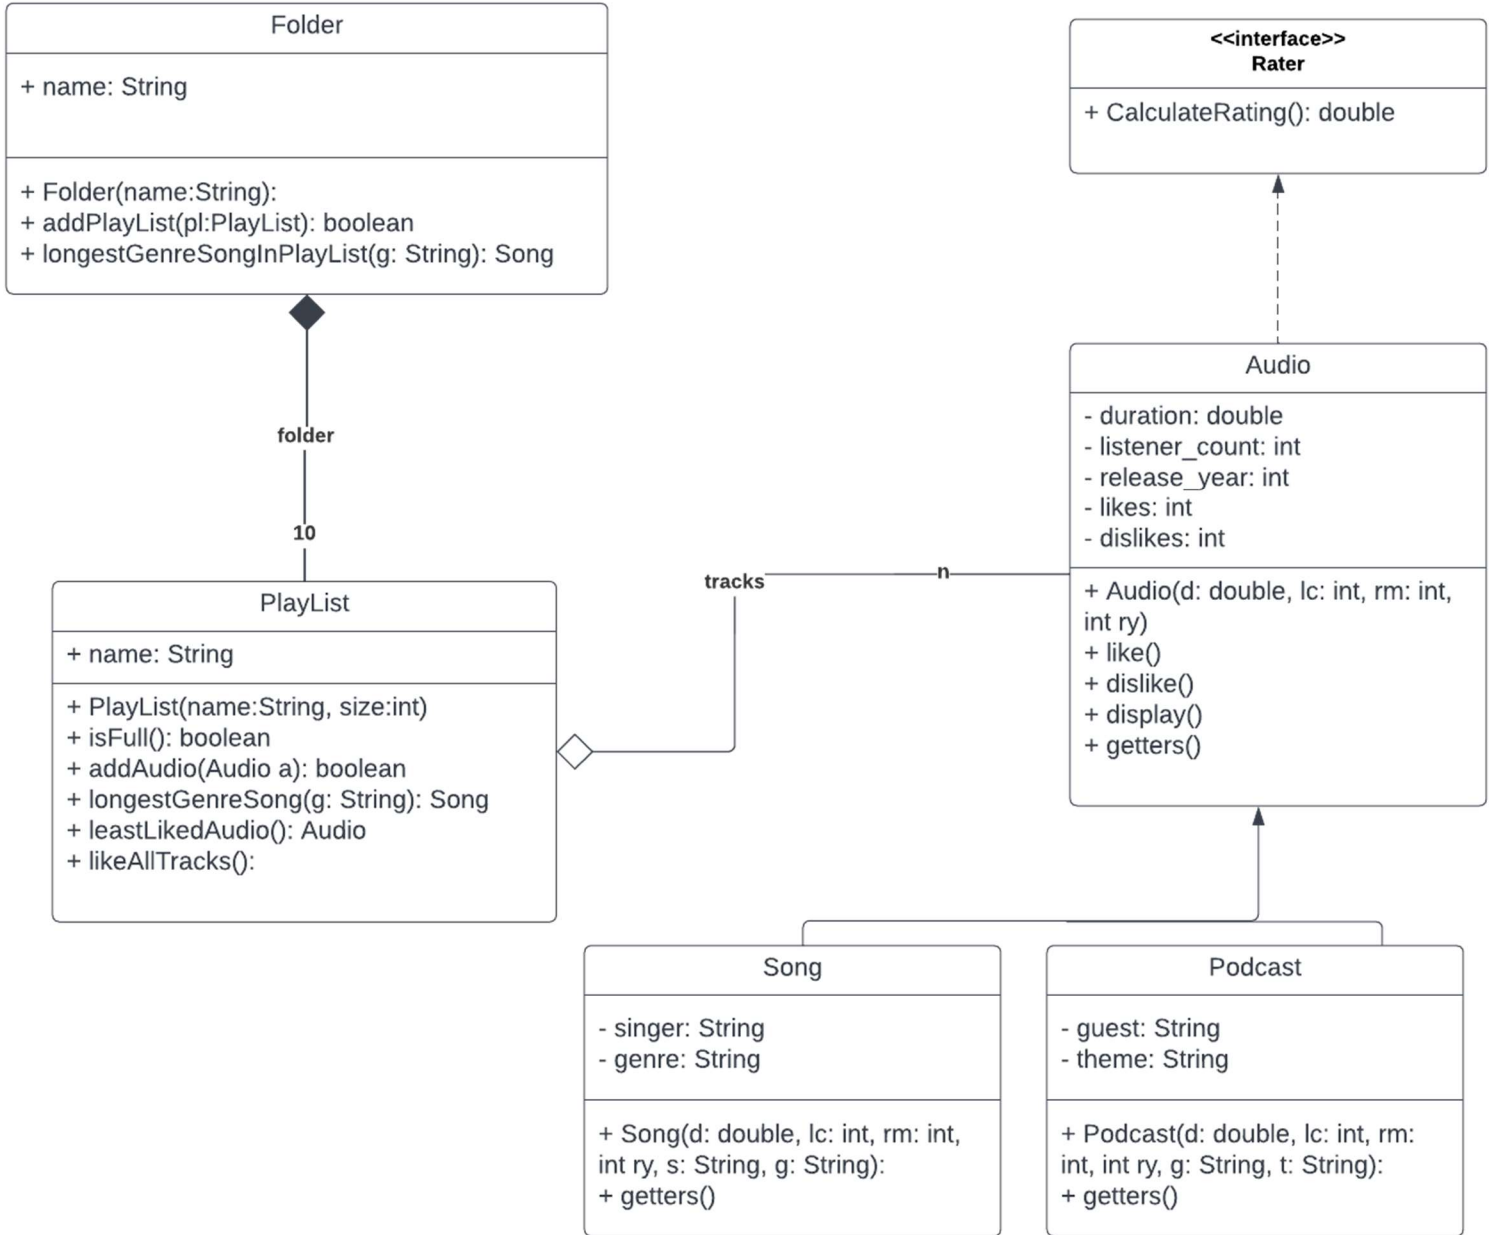 Folder
+ name: String
+ Folder(name:String):
+ addPlayList(pl:PlayList): boolean
+ longestGenreSongInPlayList(g: String): Song
<<interface>>
Rater
+ CalculateRating(): double
folder
10
Audio
- duration: double
- listener_count: int
- release_year: int
- likes: int
- dislikes: int
+ Audio(d: double, lc: int, rm: int,
int ry)
+ like()
+ dislike()
+ display()
+ getters()
tracks
n
PlayList
+ name: String
+ PlayList(name:String, size:int)
+ isFull(): boolean
+ addAudio(Audio a): boolean
+ longestGenreSong(g: String): Song
+ leastLikedAudio(): Audio
+ likeAllTracks():
Song
- singer: String
- genre: String
+ Song(d: double, lc: int, rm: int,
int ry, s: String, g: String):
+ getters()
Podcast
- guest: String
- theme: String
+ Podcast(d: double, lc: int, rm:
int, int ry, g: String, t: String):
+ getters()